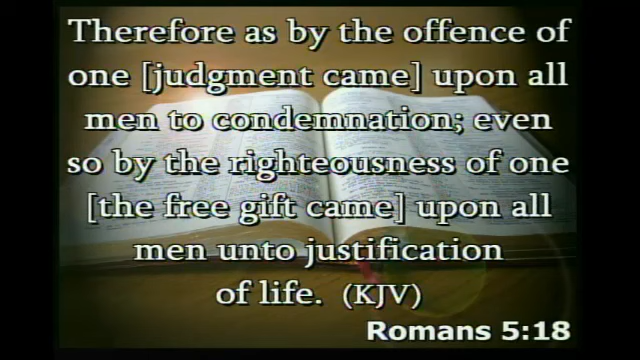 Therefore as by the offence of
one [judgment came] upon all
men to condemnation; even
so by the righteousness of one
[the free gift came] upon all
men unto justification
of life. (KJV)
Romans 5:18